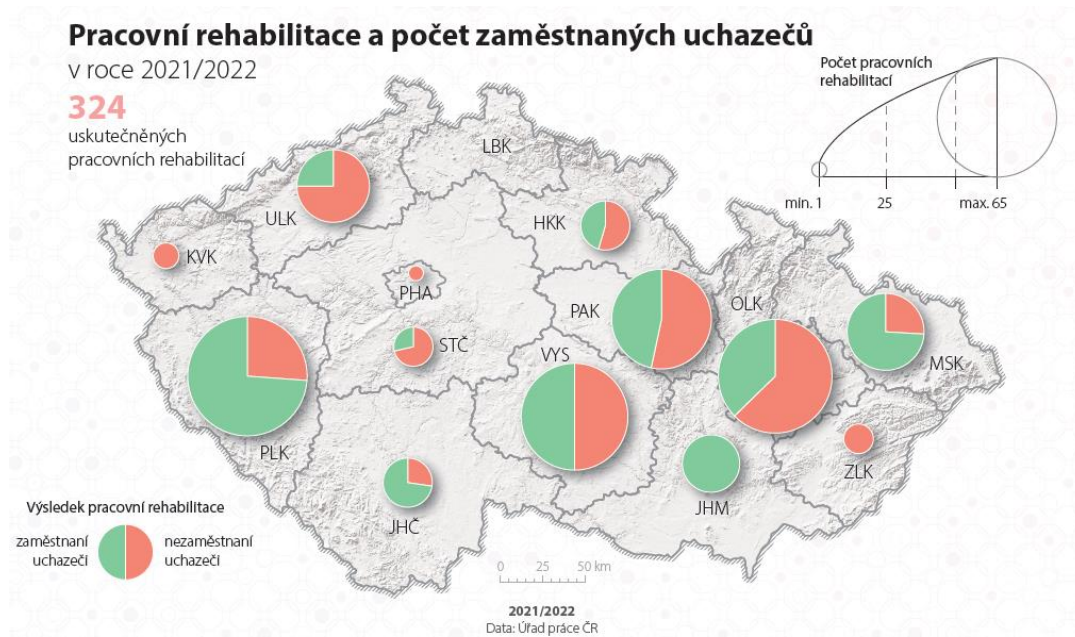 Pracovní rehabilitace a počet zaměstnaných uchazečů
v roce 2021/2022
324
uskutečněných
pracovních rehabilitací
Počet pracovních
rehabilitací
min. 1
25
max. 65
LBK
ULK
HKK
KVK
PHA
PAK
OLK
STČ
VYS
MSK
PLK
ZLK
JHM
JHČ
Výsledek pracovní rehabilitace
zaměstnaní
uchazeči
nezaměstnaní
uchazeči
0 25 50 km
2021/2022
Data: Úřad práce ČR